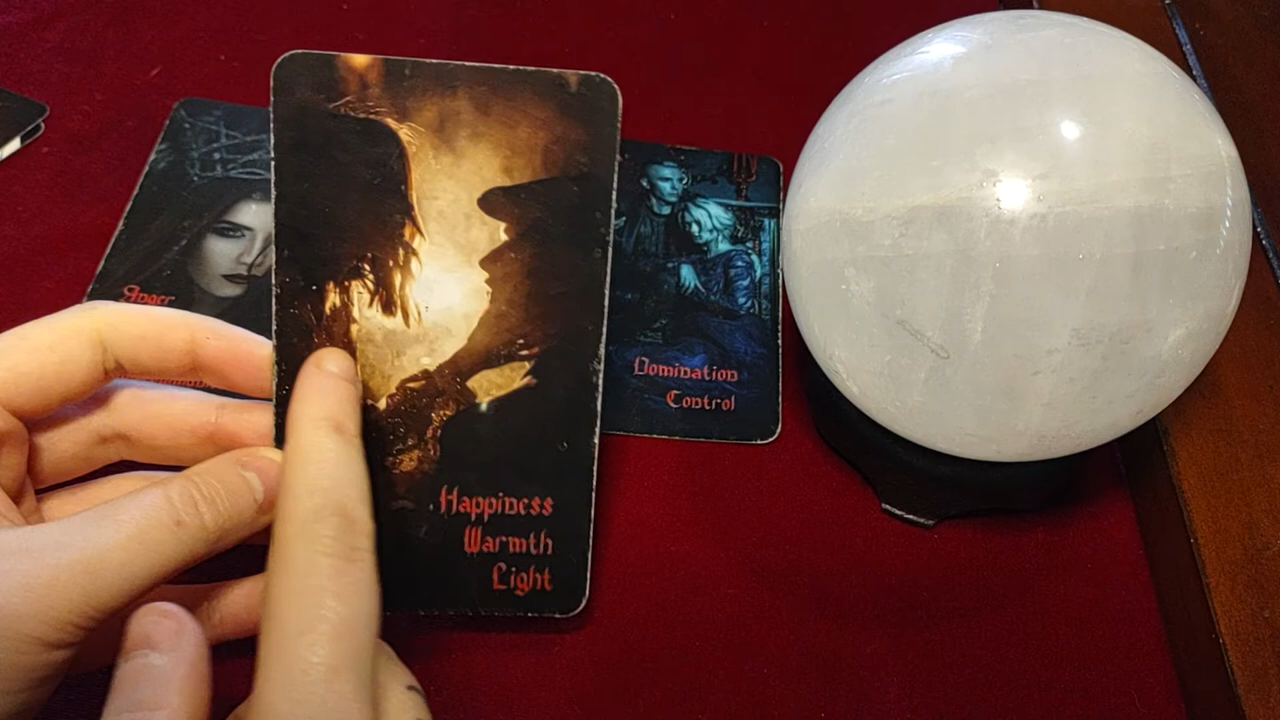 Anger
Happiness
Warmth
Light
Domination
Control